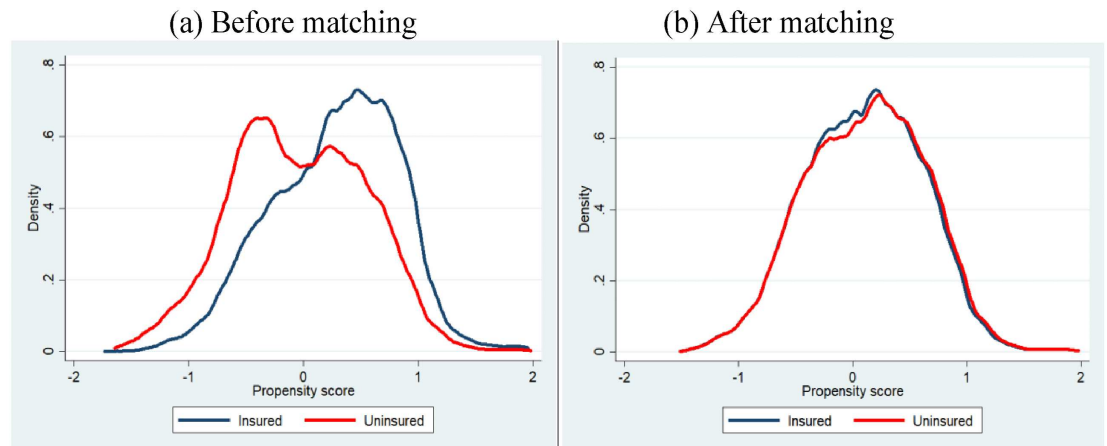 (a) Before matching
.8
.6
.4
.2
0
Density
-2 -1 0 1 2
Propensity score
Insured Uninsured
(b) After matching
.8
.6
.4
.2
0
Density
-2 -1 0 1 2
Propensity score
Insured Uninsured